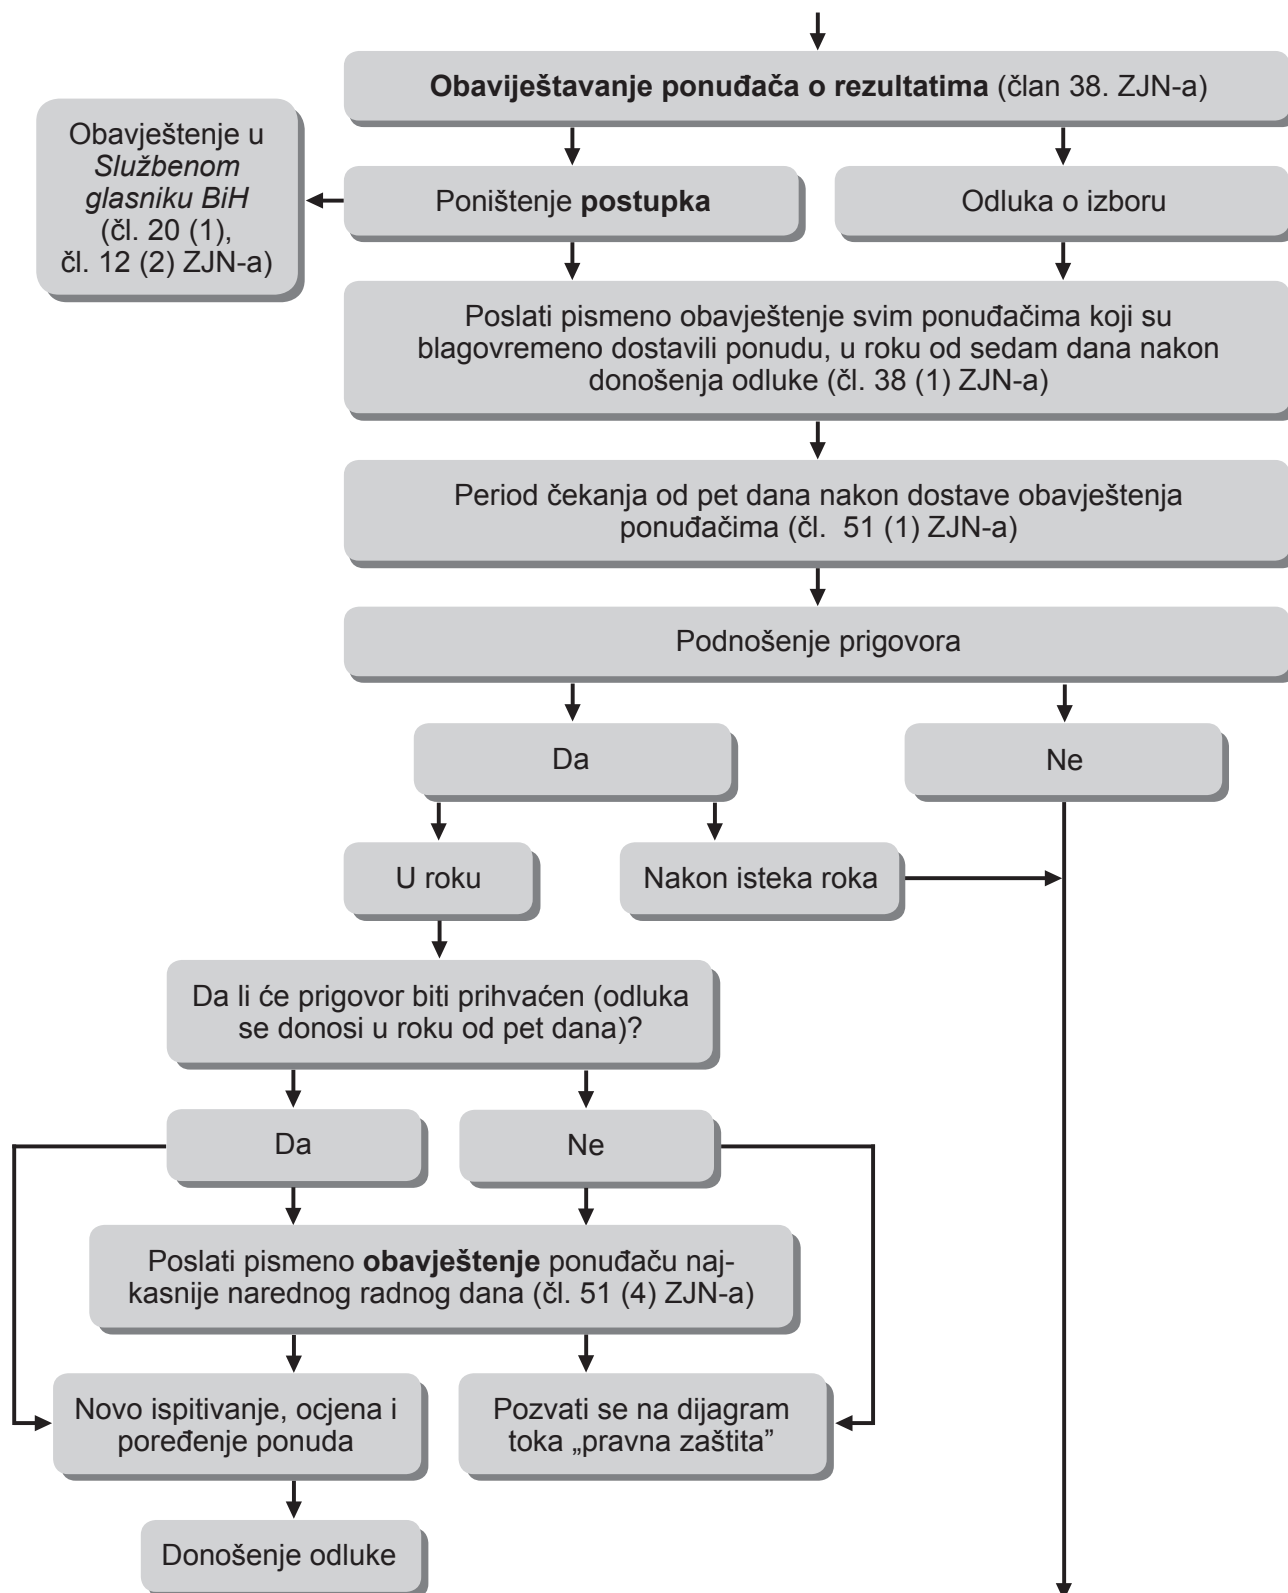 Obaviještavanje ponuđača o rezultatima (član 38. ZJN-a)
Obavještenje u
Službenom
glasniku BiH
(čl. 20 (1),
čl. 12 (2) ZJN-a)
Poništenje postupka
Odluka o izboru
Poslati pismeno obavještenje svim ponuđačima koji su
blagovremeno dostavili ponudu, u roku od sedam dana nakon
donošenja odluke (čl. 38 (1) ZJN-a)
Period čekanja od pet dana nakon dostave obavještenja
ponuđačima (čl. 51 (1) ZJN-a)
Podnošenje prigovora
Da
Ne
U roku
Nakon isteka roka
Da li će prigovor biti prihvaćen (odluka
se donosi u roku od pet dana)?
Da
Ne
Poslati pismeno obavještenje ponuđaču naj-
kasnije narednog radnog dana (čl. 51 (4) ZJN-a)
Novo ispitivanje, ocjena i
poređenje ponuda
Pozvati se na dijagram
toka „pravna zaštita”
Donošenje odluke